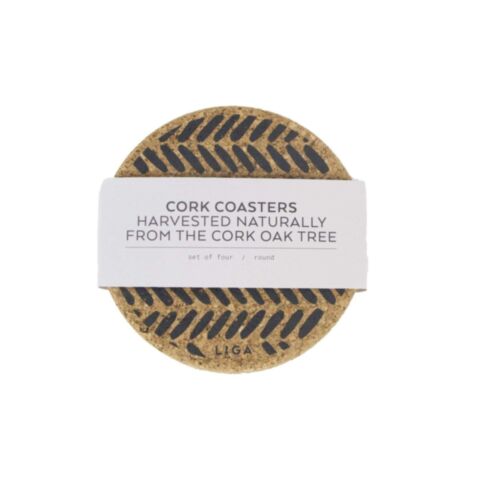 CORK COASTERS
HARVESTED NATURALLY
FROM THE CORK OAK TREE
set of four / round
LIGA